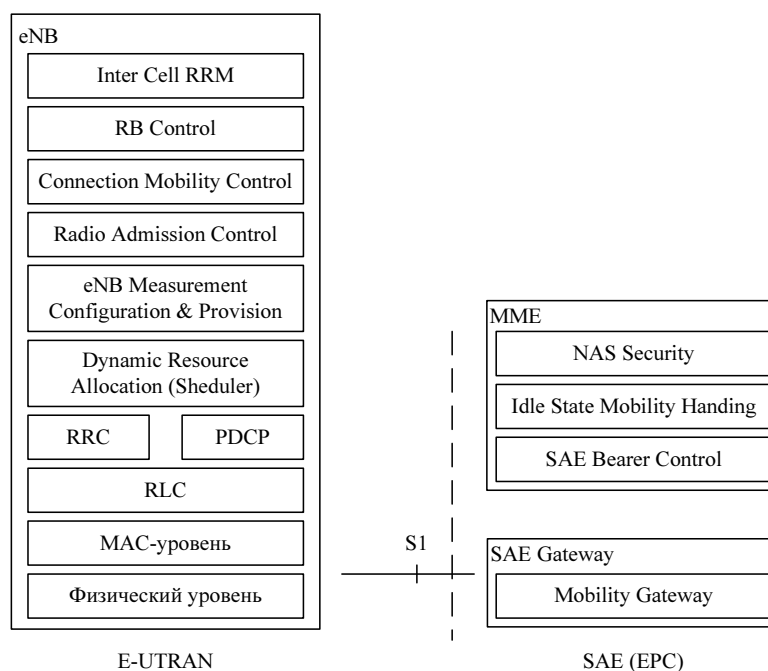 eNB
Inter Cell RRM
RB Control
Connection Mobility Control
Radio Admission Control
eNB Measurement
Configuration & Provision
Dynamic Resource
Allocation (Sheduler)
RRC
PDCP
RLC
MAC-уровень
Физический уровень
E-UTRAN
S1
MME
NAS Security
Idle State Mobility Handing
SAE Bearer Control
SAE Gateway
Mobility Gateway
SAE (EPC)